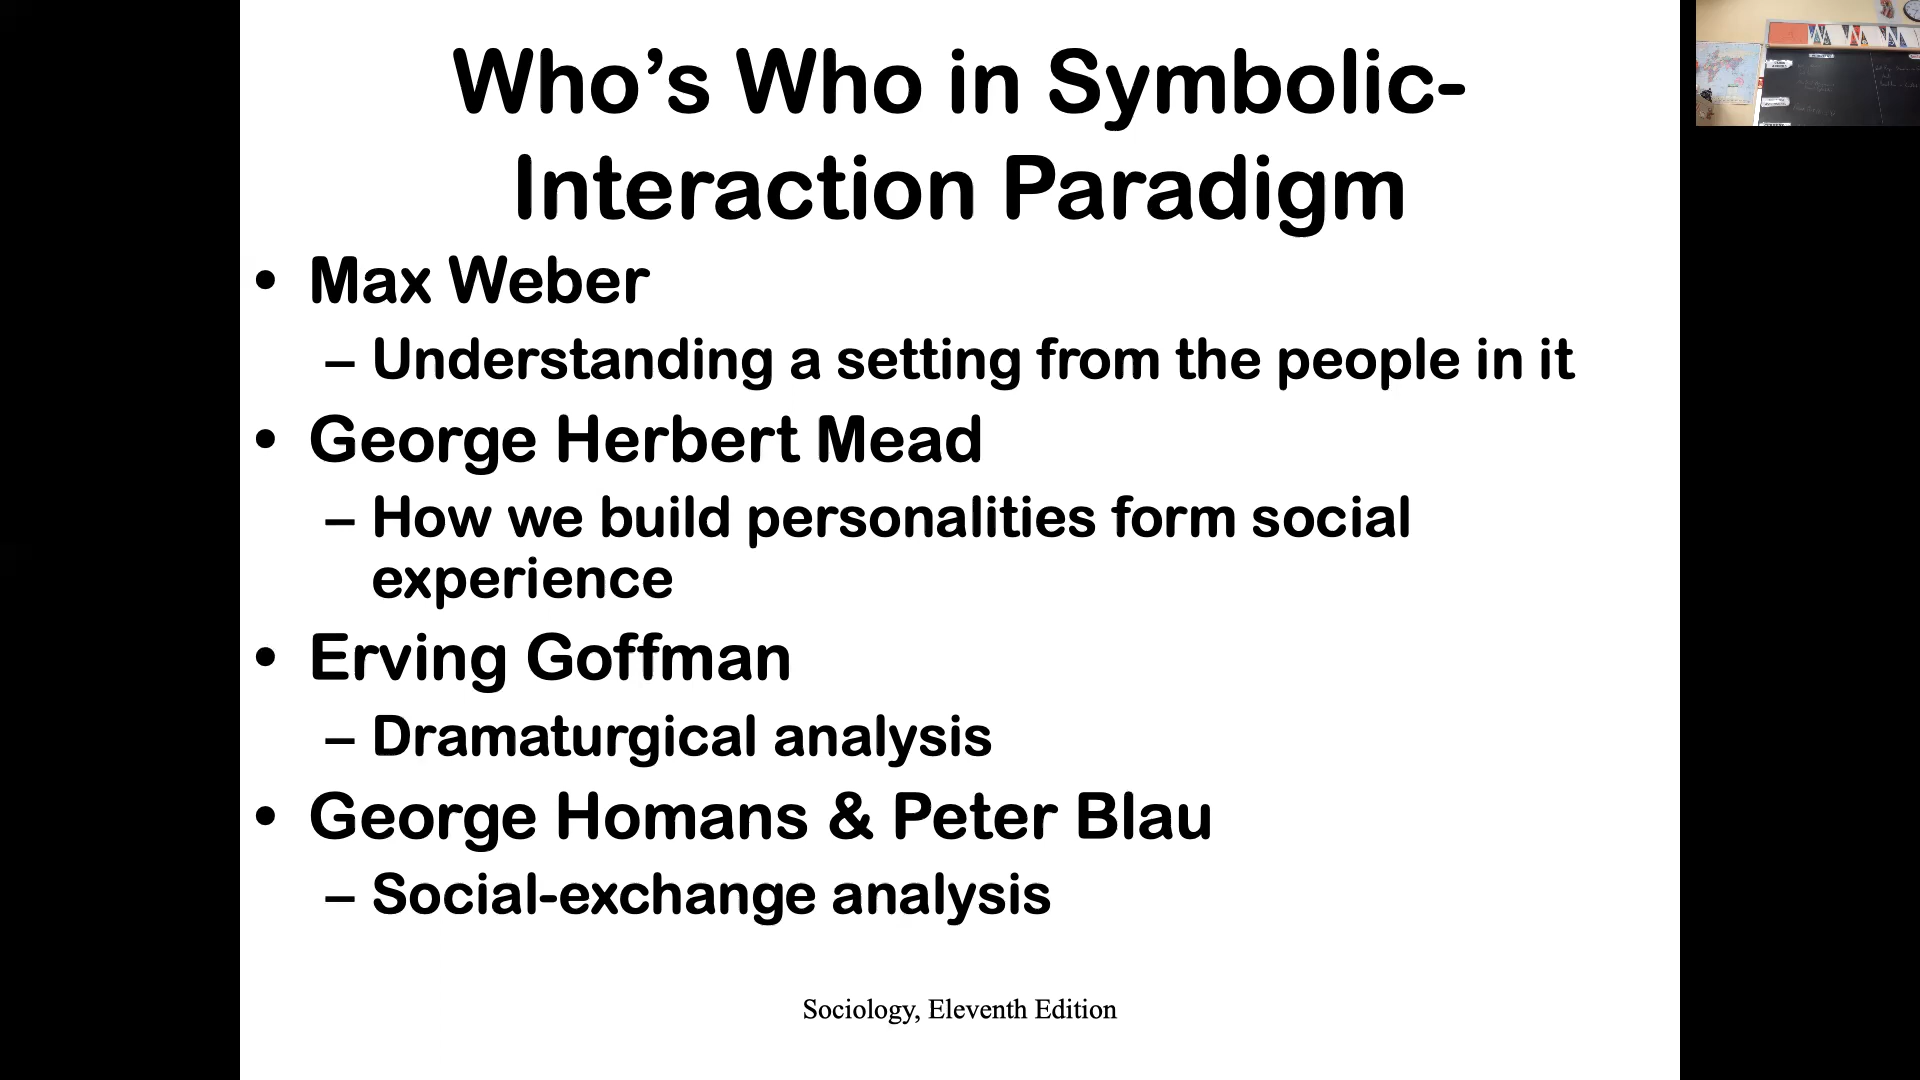 Who’s Who in Symbolic-
Interaction Paradigm
• Max Weber
– Understanding a setting from the people in it
• George Herbert Mead
– How we build personalities form social
experience
• Erving Goffman
– Dramaturgical analysis
• George Homans & Peter Blau
– Social-exchange analysis
Sociology, Eleventh Edition